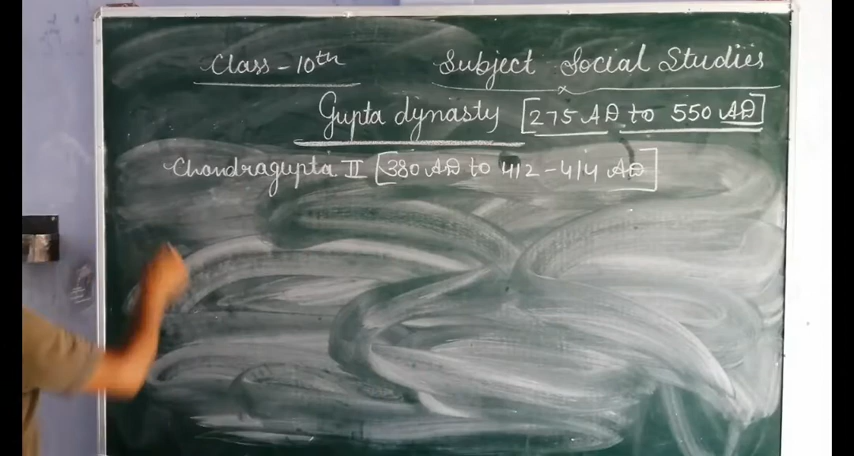 Class - 10th Subject Social Studies
Gupta dynasty [275 AD to 550 AD]
Chandragupta II [380 AD to 412 - 414 AD]